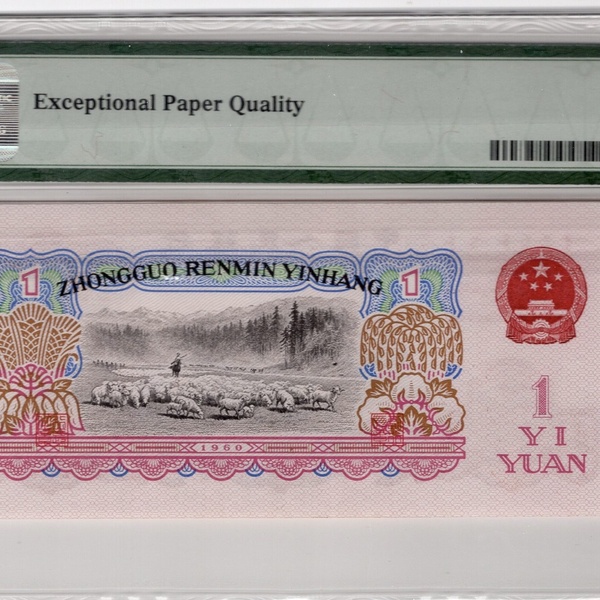 Exceptional Paper Quality
1 ZHONGGUO RENMIN YINHANG 1
1
YI
YUAN
1960